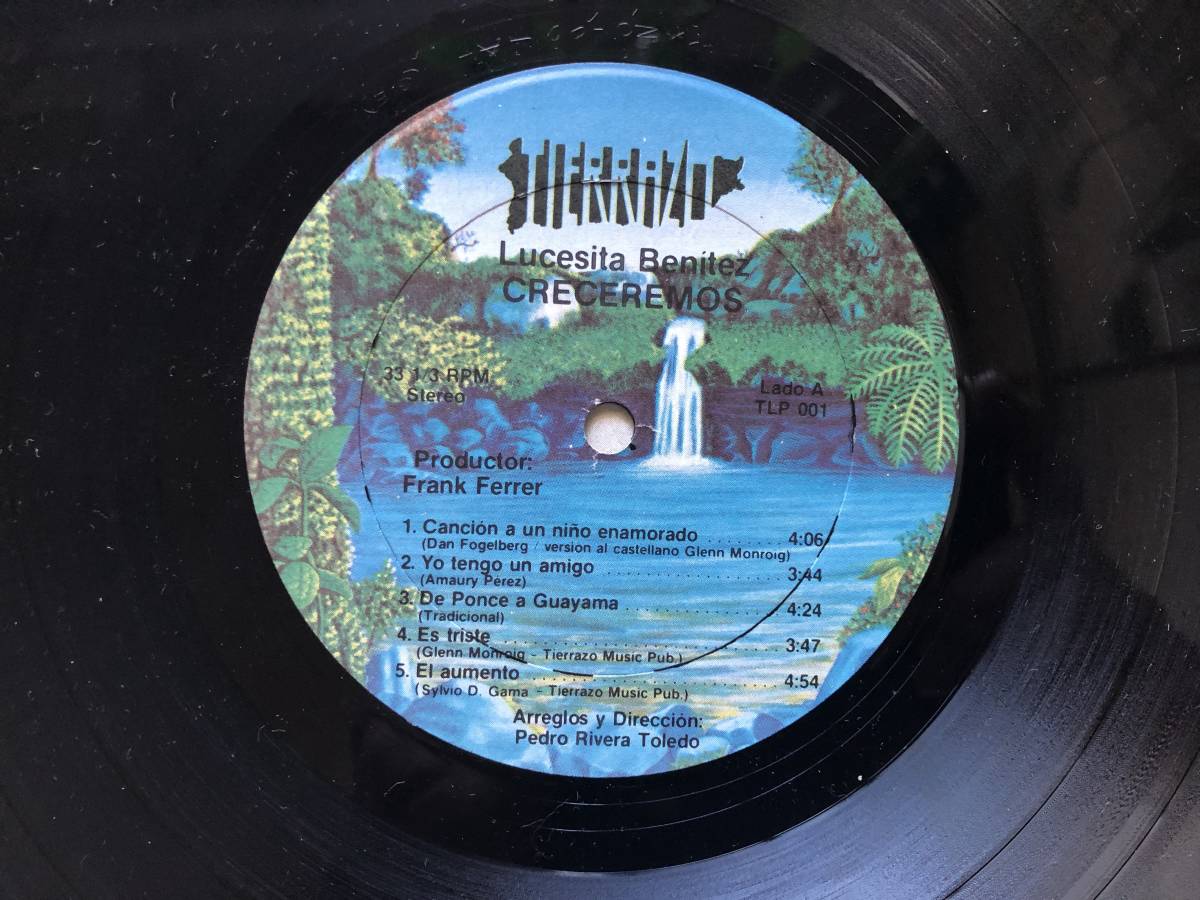 TIERRAZO
Lucesita Benítez
CRECEREMOS
33 1/3 RPM
Stereo
Lado A
TLP 001
Productor:
Frank Ferrer
1. Canción a un niño enamorado ........ 4:06
(Dan Fogelberg / version al castellano Glenn Monroig)
2. Yo tengo un amigo ........ 3:44
(Amaury Pérez)
3. De Ponce a Guayama ........ 4:24
(Tradicional)
4. Es triste ........ 3:47
(Glenn Monroig - Tierrazo Music Pub.)
5. El aumento ........ 4:54
(Sylvio D. Gama - Tierrazo Music Pub.)
Arreglos y Dirección:
Pedro Rivera Toledo